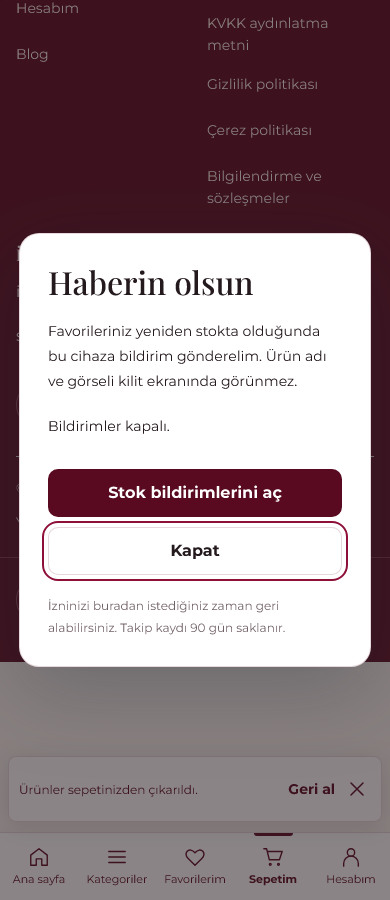 Hesabım
KVKK aydınlatma
metni
Blog
Gizlilik politikası
Çerez politikası
Bilgilendirme ve
sözleşmeler
Haberin olsun
Favorileriniz yeniden stokta olduğunda
bu cihaza bildirim gönderelim. Ürün adı
ve görseli kilit ekranında görünmez.
Bildirimler kapalı.
Stok bildirimlerini aç
Kapat
İzninizi buradan istediğiniz zaman geri
alabilirsiniz. Takip kaydı 90 gün saklanır.
Ürünler sepetinizden çıkarıldı.
Geri al
Ana sayfa
Kategoriler
Favorilerim
Sepetim
Hesabım